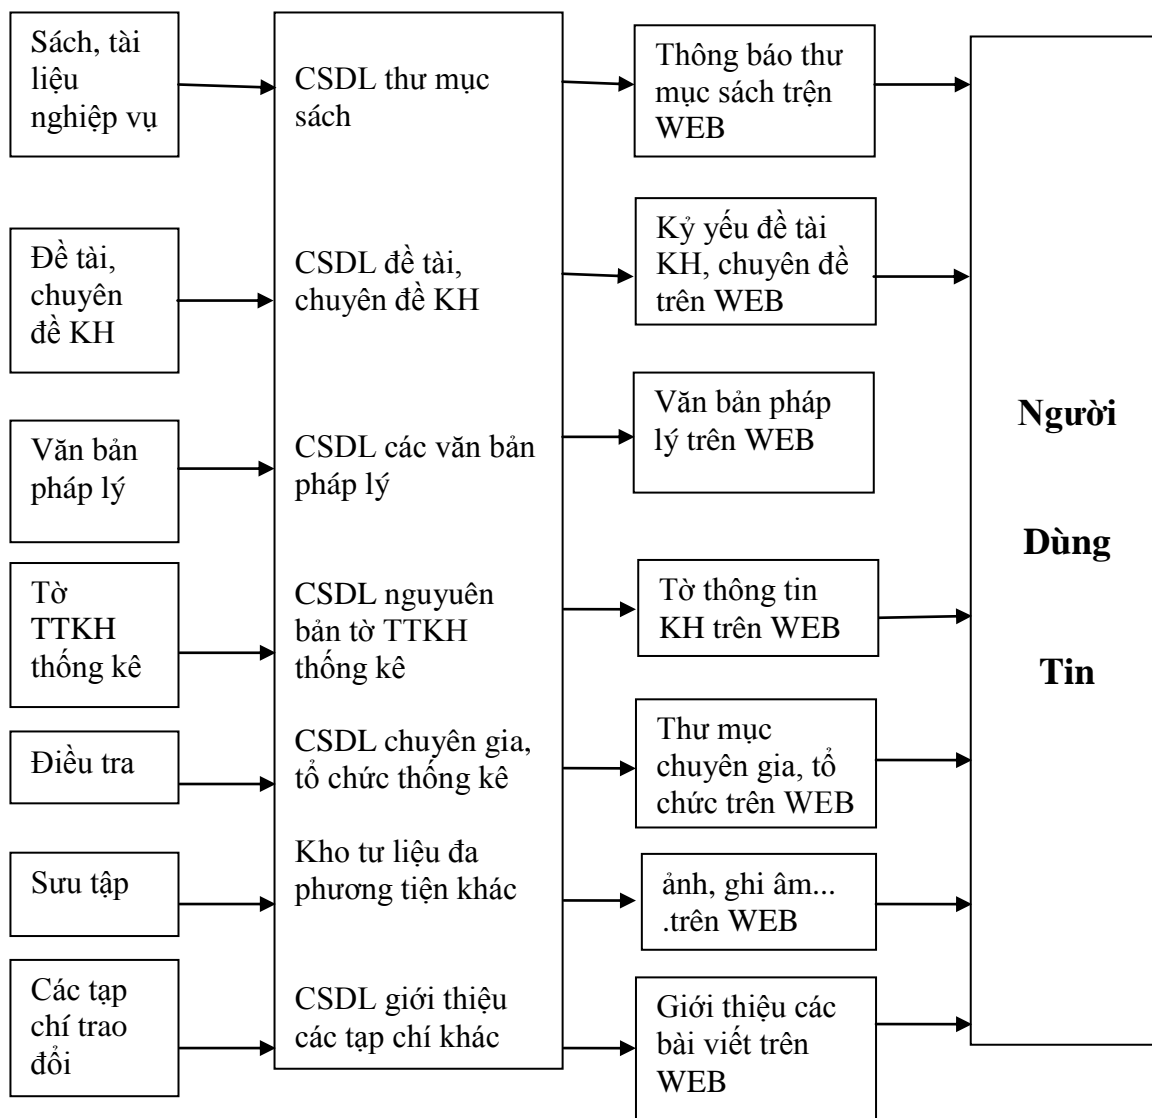 Sách, tài
liệu
nghiệp vụ
Đề tài,
chuyên
đề KH
Văn bản
pháp lý
Tờ
TTKH
thống kê
Điều tra
Sưu tập
Các tạp
chí trao
đổi
CSDL thư mục
sách
CSDL đề tài,
chuyên đề KH
CSDL các văn bản
pháp lý
CSDL nguyuên
bản tờ TTKH
thống kê
CSDL chuyên gia,
tổ chức thống kê
Kho tư liệu đa
phương tiện khác
CSDL giới thiệu
các tạp chí khác
Thông báo thư
mục sách trện
WEB
Kỷ yếu đề tài
KH, chuyên đề
trên WEB
Văn bản pháp
lý trên WEB
Tờ thông tin
KH trên WEB
Thư mục
chuyên gia, tổ
chức trên WEB
ảnh, ghi âm...
.trên WEB
Giới thiệu các
bài viết trên
WEB
Người
Dùng
Tin